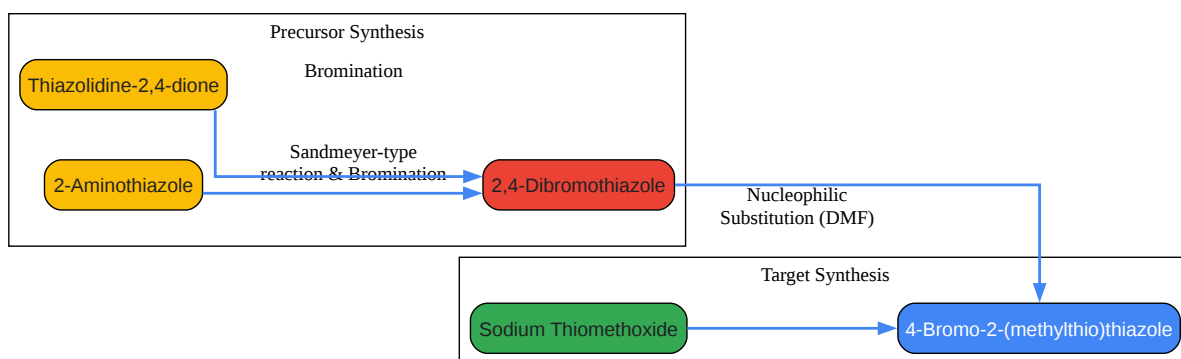 Precursor Synthesis
Bromination
Thiazolidine-2,4-dione
Sandmeyer-type
reaction & Bromination
2-Aminothiazole
2,4-Dibromothiazole
Nucleophilic
Substitution (DMF)
Target Synthesis
Sodium Thiomethoxide
4-Bromo-2-(methylthio)thiazole